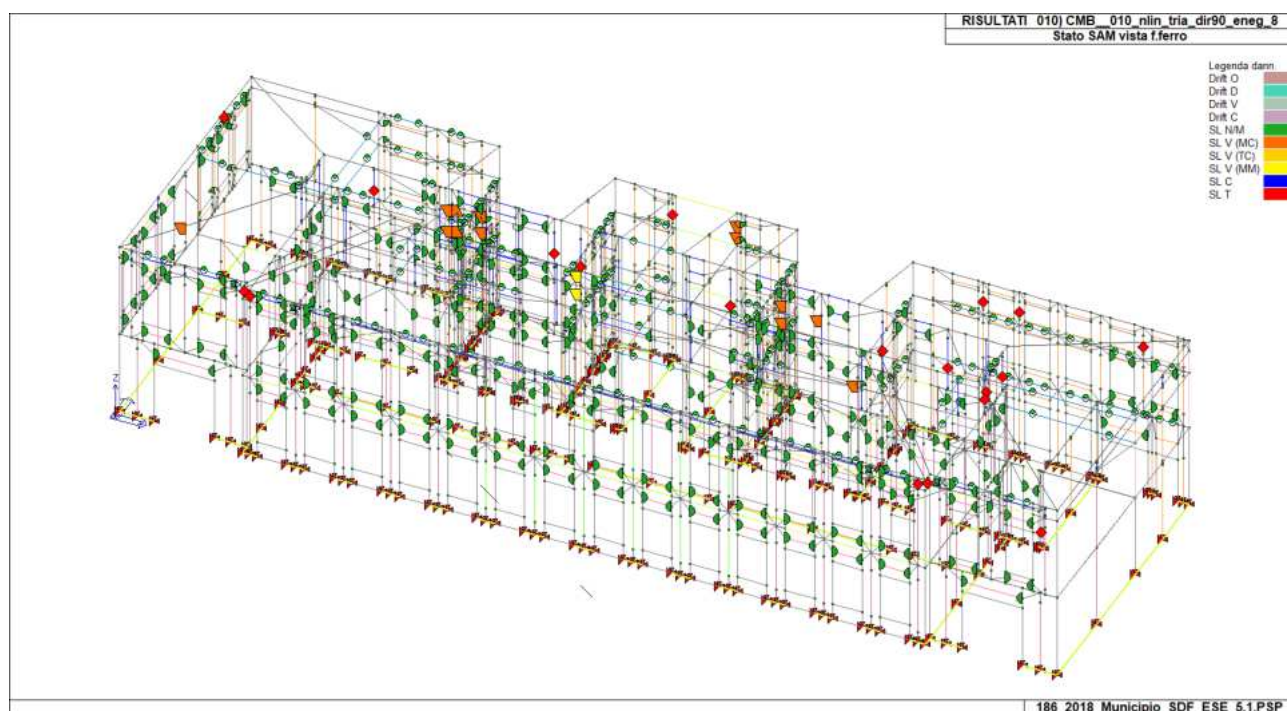 RISULTATI 010) CMB__010_nlin_tria_dir90_eneg_8
Stato SAM vista f.ferro
Legenda dann
Drift O
Drift D
Drift V
Drift C
SL N/M
SL V (MC)
SL V (TC)
SL V (MM)
SL C
SL T
Z
186_2018_Municipio_SDF_ESE_5.1.PSP